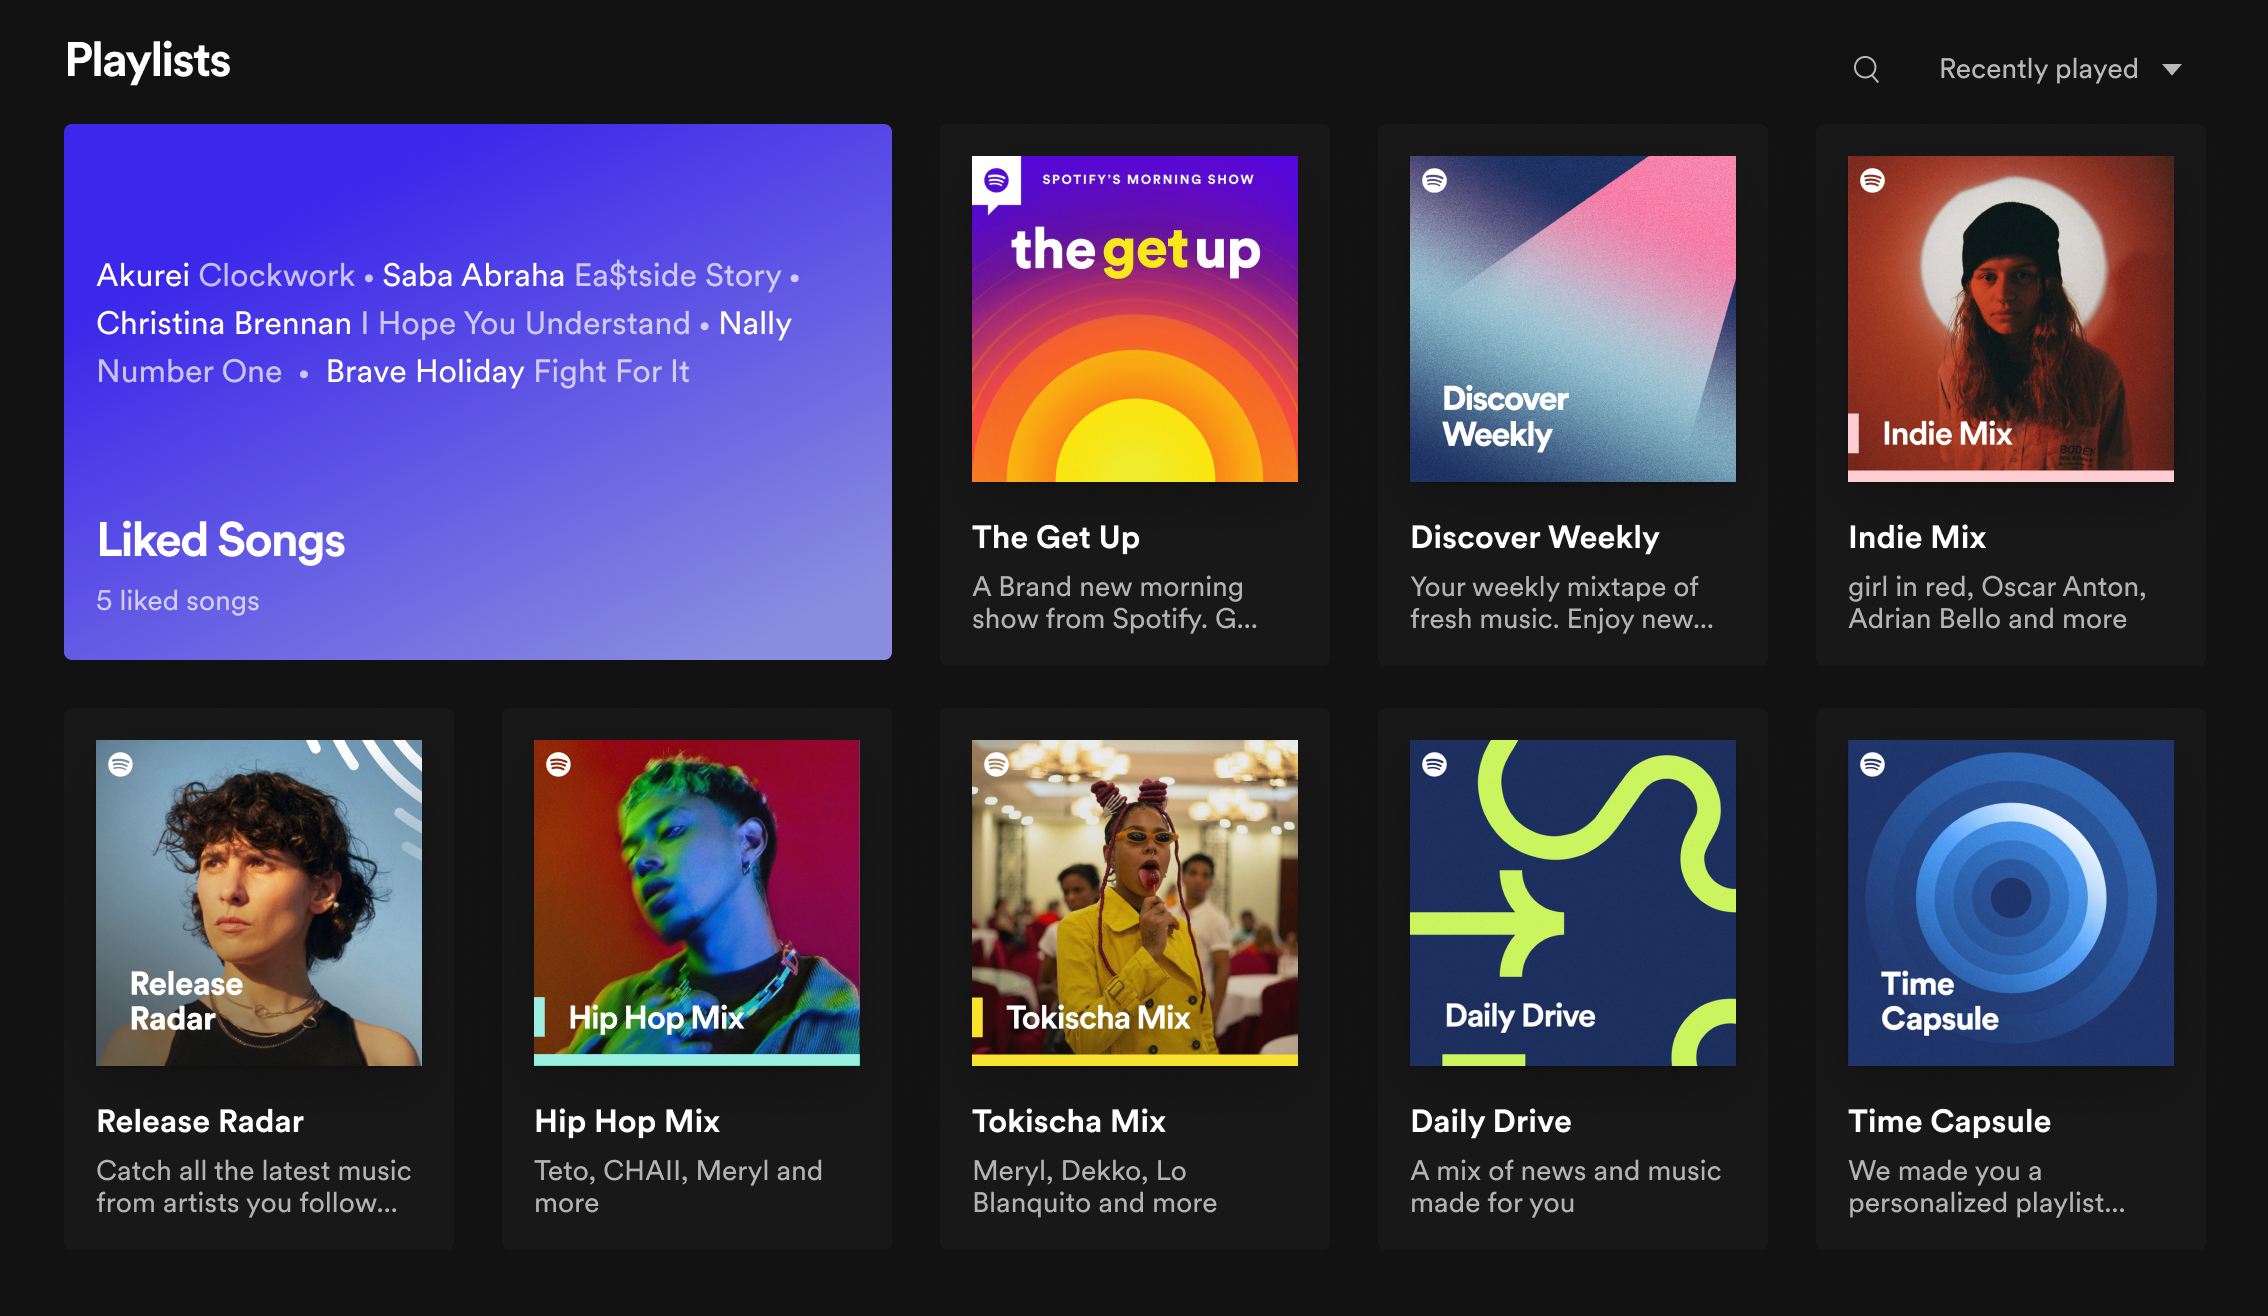 Playlists
Recently played
Akurei Clockwork • Saba Abraha Ea$tside Story •
Christina Brennan I Hope You Understand • Nally
Number One • Brave Holiday Fight For It
Liked Songs
5 liked songs
SPOTIFY'S MORNING SHOW
the get up
The Get Up
A Brand new morning
show from Spotify. G...
Discover
Weekly
Discover Weekly
Your weekly mixtape of
fresh music. Enjoy new...
BODEN
Indie Mix
Indie Mix
girl in red, Oscar Anton,
Adrian Bello and more
Release
Radar
Release Radar
Catch all the latest music
from artists you follow...
Hip Hop Mix
Hip Hop Mix
Teto, CHAII, Meryl and
more
Tokischa Mix
Tokischa Mix
Meryl, Dekko, Lo
Blanquito and more
Daily Drive
Daily Drive
A mix of news and music
made for you
Time
Capsule
Time Capsule
We made you a
personalized playlist...